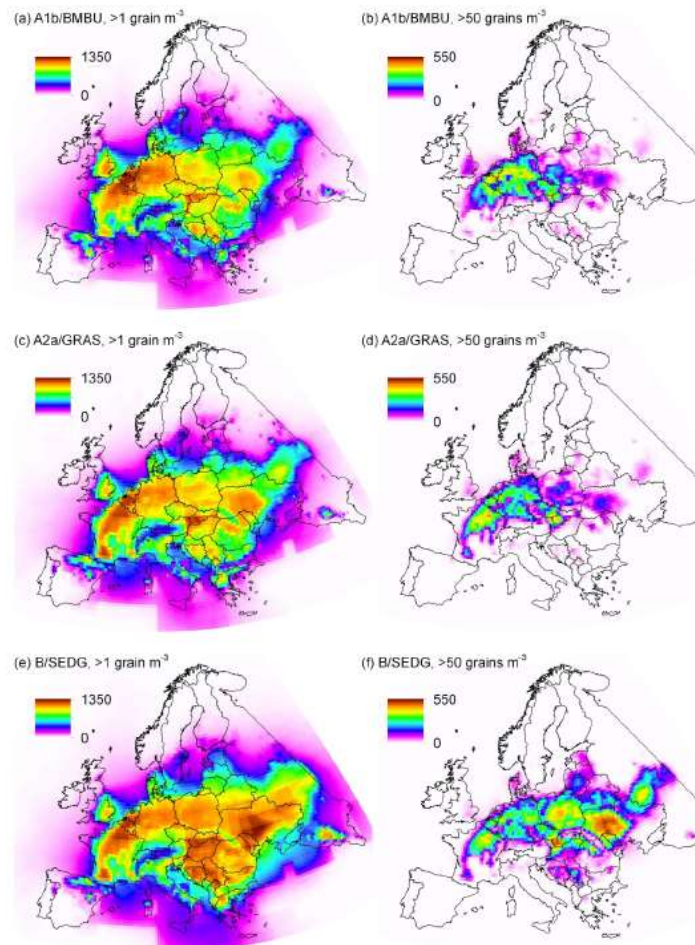 (a) A1b/BMBU, >1 grain m⁻³
1350
0
(b) A1b/BMBU, >50 grains m⁻³
550
0
(c) A2a/GRAS, >1 grain m⁻³
1350
0
(d) A2a/GRAS, >50 grains m⁻³
550
0
(e) B/SEDG, >1 grain m⁻³
1350
0
(f) B/SEDG, >50 grains m⁻³
550
0